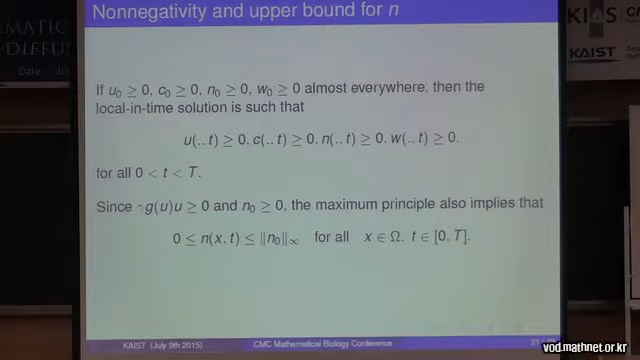 Nonnegativity and upper bound for n
If u₀ ≥ 0, c₀ ≥ 0, n₀ ≥ 0, w₀ ≥ 0 almost everywhere, then the
local-in-time solution is such that
u(.,t) ≥ 0, c(.,t) ≥ 0, n(.,t) ≥ 0, w(.,t) ≥ 0.
for all 0 < t < T.
Since γg(u)u ≥ 0 and n₀ ≥ 0, the maximum principle also implies that
0 ≤ n(x,t) ≤ ‖n₀‖∞ for all x ∈ Ω, t ∈ [0,T].
KAIST (July 9th 2015) CMC Mathematical Biology Conference
KIAS
KAIST
Date
vod.mathnet.or.kr